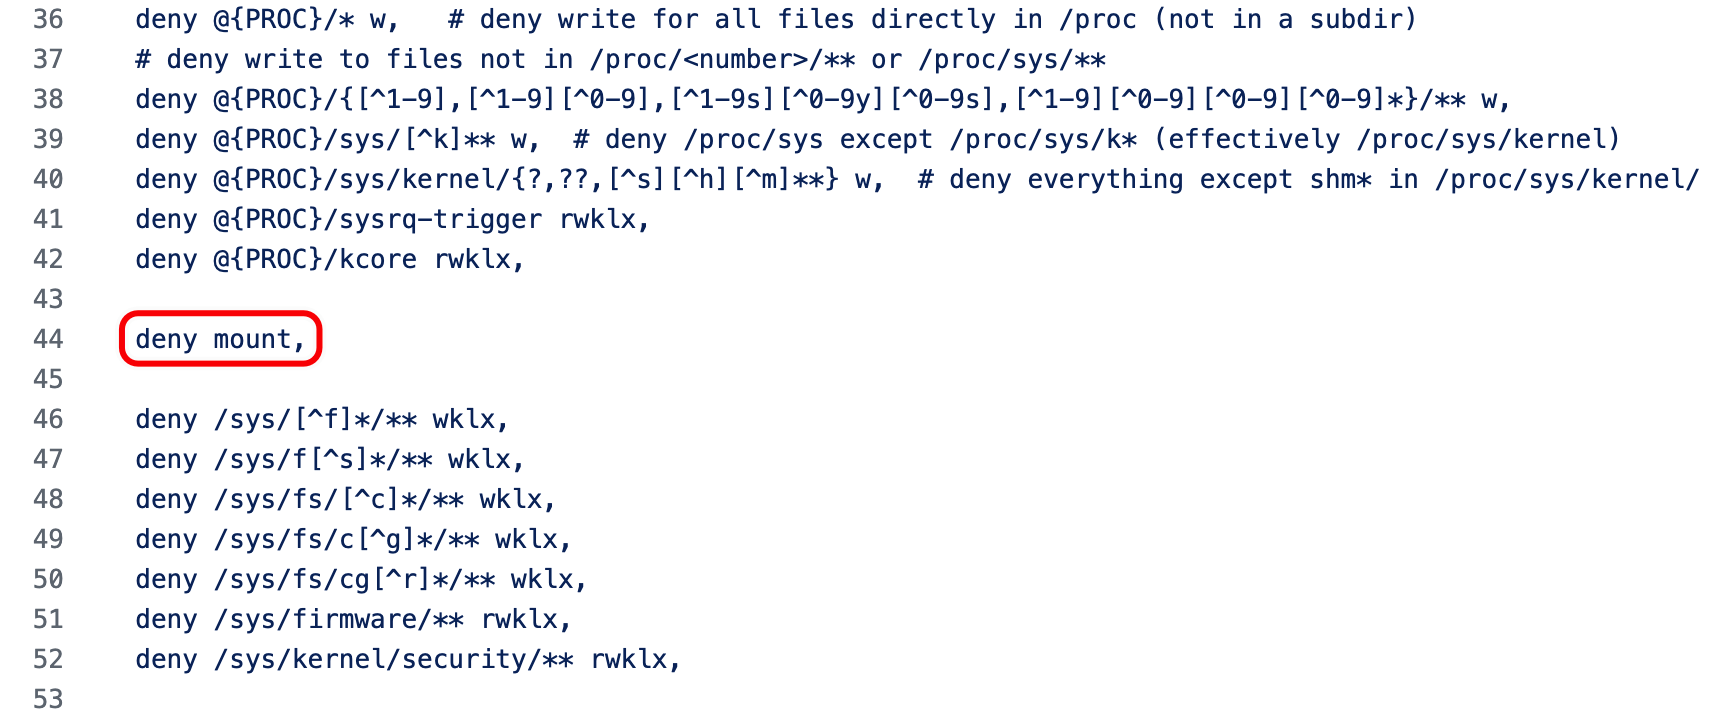 36 deny @{PROC}/* w,   # deny write for all files directly in /proc (not in a subdir)
37 # deny write to files not in /proc/<number>/** or /proc/sys/**
38 deny @{PROC}/{[^1-9],[^1-9][^0-9],[^1-9s][^0-9y][^0-9s],[^1-9][^0-9][^0-9][^0-9]*}/** w,
39 deny @{PROC}/sys/[^k]** w,  # deny /proc/sys except /proc/sys/k* (effectively /proc/sys/kernel)
40 deny @{PROC}/sys/kernel/{?,??,[^s][^h][^m]**} w,  # deny everything except shm* in /proc/sys/kernel/
41 deny @{PROC}/sysrq-trigger rwklx,
42 deny @{PROC}/kcore rwklx,
43
44 deny mount,
45
46 deny /sys/[^f]*/** wklx,
47 deny /sys/f[^s]*/** wklx,
48 deny /sys/fs/[^c]*/** wklx,
49 deny /sys/fs/c[^g]*/** wklx,
50 deny /sys/fs/cg[^r]*/** wklx,
51 deny /sys/firmware/** rwklx,
52 deny /sys/kernel/security/** rwklx,
53